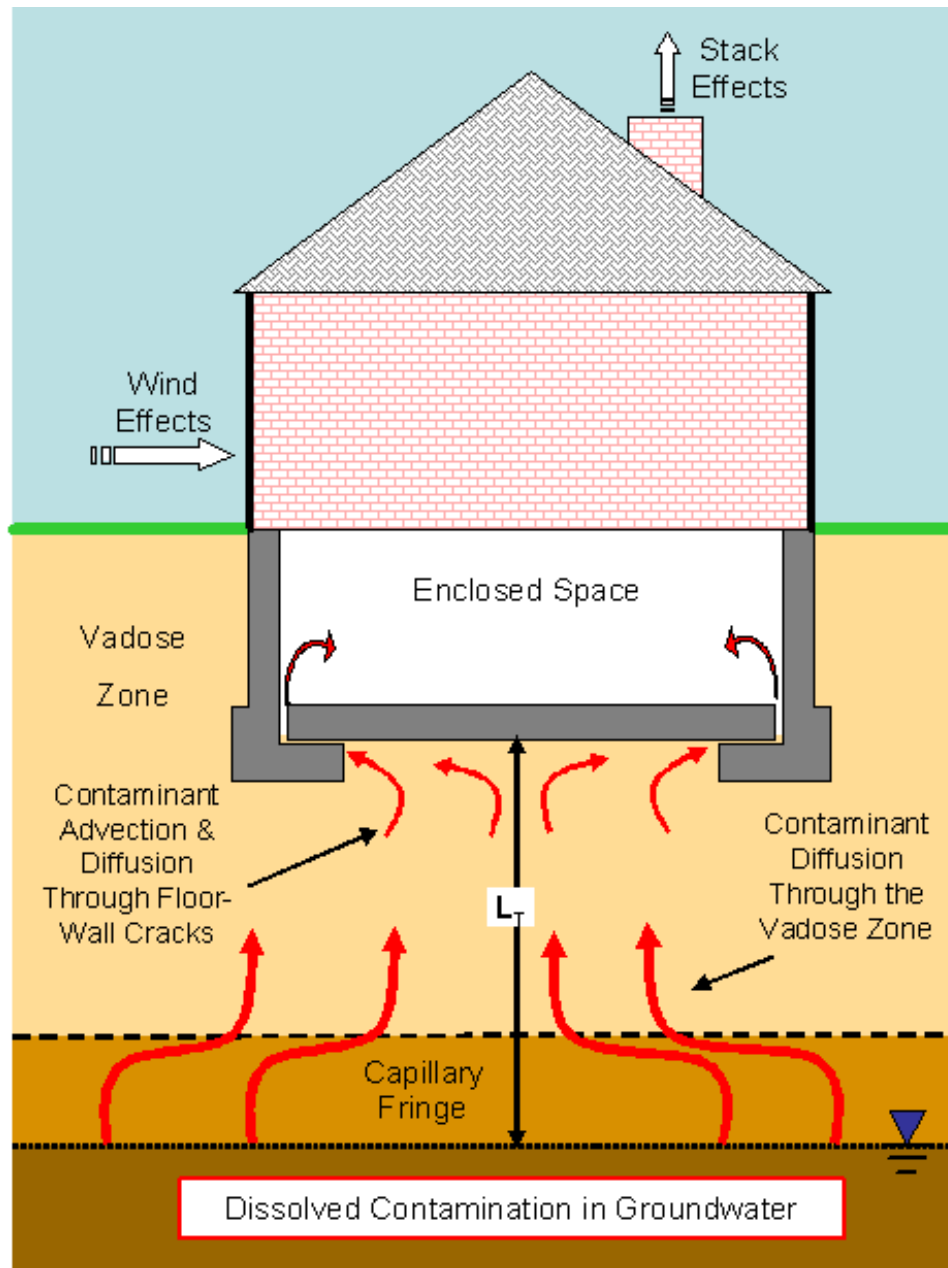 Stack
Effects
Wind
Effects
Enclosed Space
Vadose
Zone
Contaminant
Advection &
Diffusion
Through Floor-
Wall Cracks
Contaminant
Diffusion
Through the
Vadose Zone
LT
Capillary
Fringe
Dissolved Contamination in Groundwater